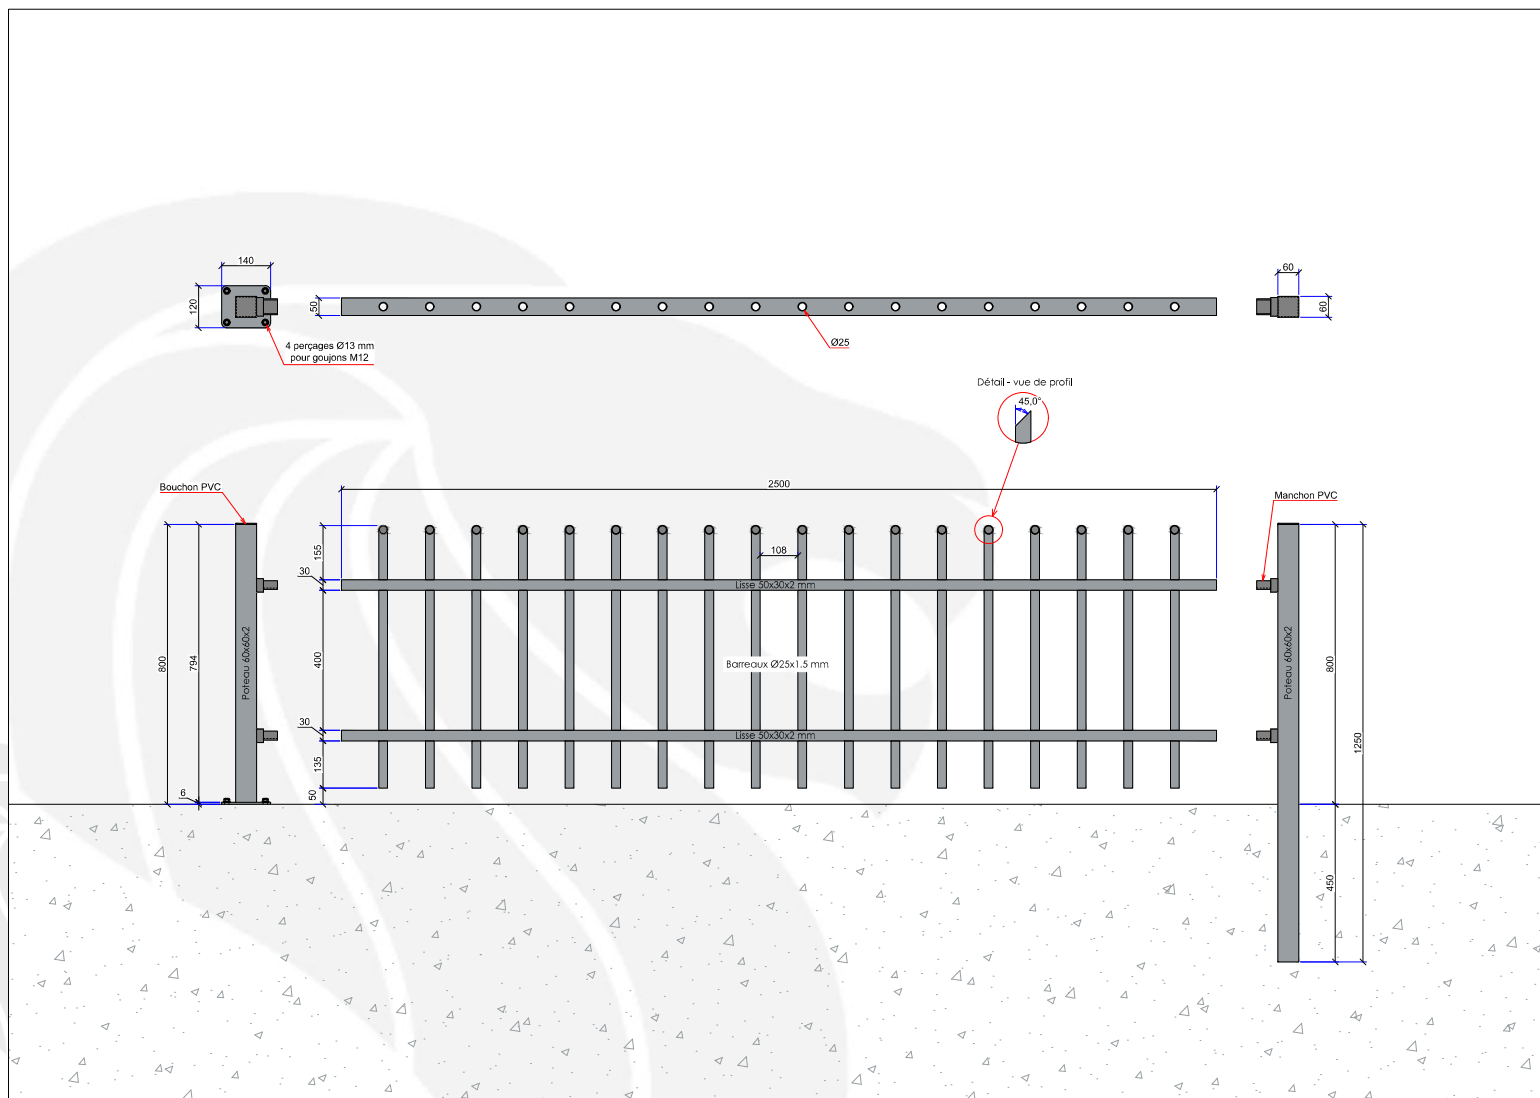 140
120
4 perçages Ø13 mm
pour goujons M12
50
Ø25
60
60
Détail - vue de profil
45,0°
2500
Bouchon PVC
Manchon PVC
155
108
30
Lisse 50x30x2 mm
800
794
Poteau 60x60x2
400
Barreaux Ø25x1.5 mm
Poteau 60x60x2
800
1250
30
Lisse 50x30x2 mm
135
6
50
450